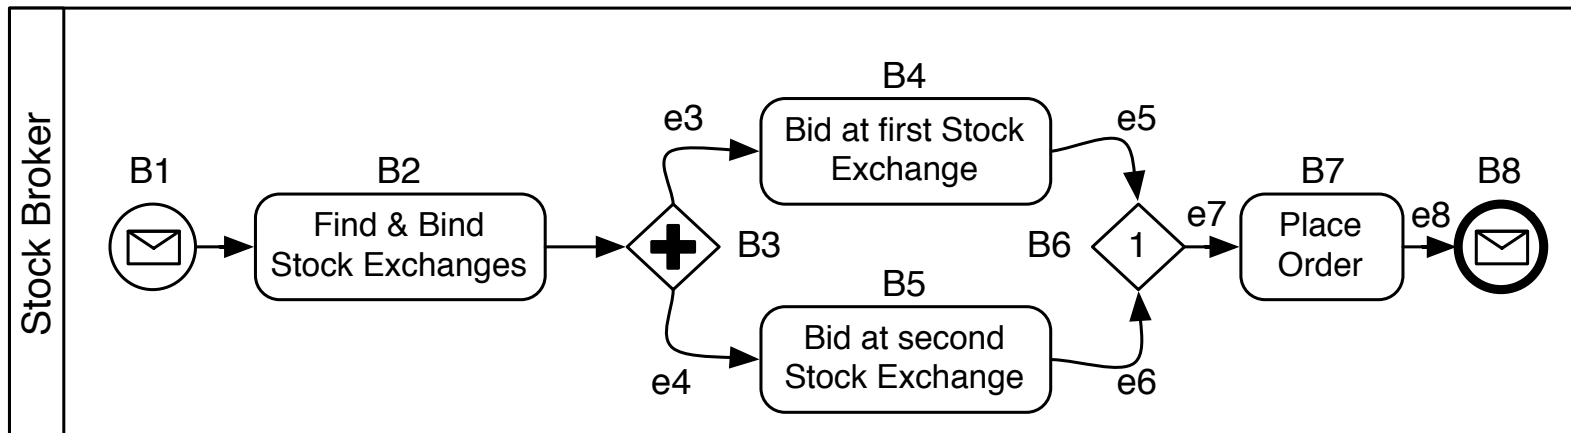 Stock Broker
B1
B2
Find & Bind
Stock Exchanges
B3
e3
e4
B4
Bid at first Stock
Exchange
B5
Bid at second
Stock Exchange
e5
e6
B6
1
e7
B7
Place
Order
e8
B8